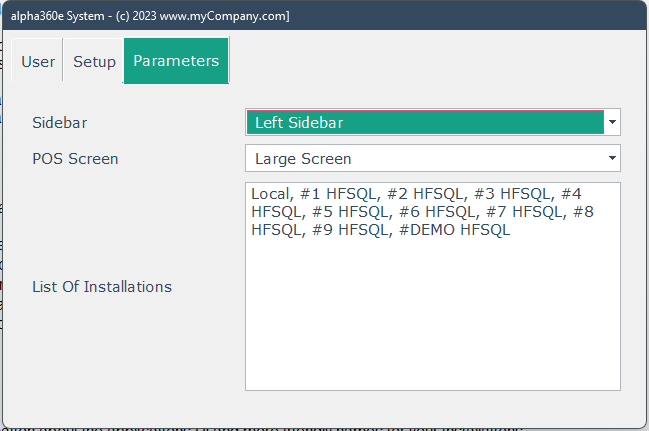 alpha360e System - (c) 2023 www.myCompany.com]
User Setup Parameters
Sidebar Left Sidebar
POS Screen Large Screen
Local, #1 HFSQL, #2 HFSQL, #3 HFSQL, #4
HFSQL, #5 HFSQL, #6 HFSQL, #7 HFSQL, #8
HFSQL, #9 HFSQL, #DEMO HFSQL
List Of Installations